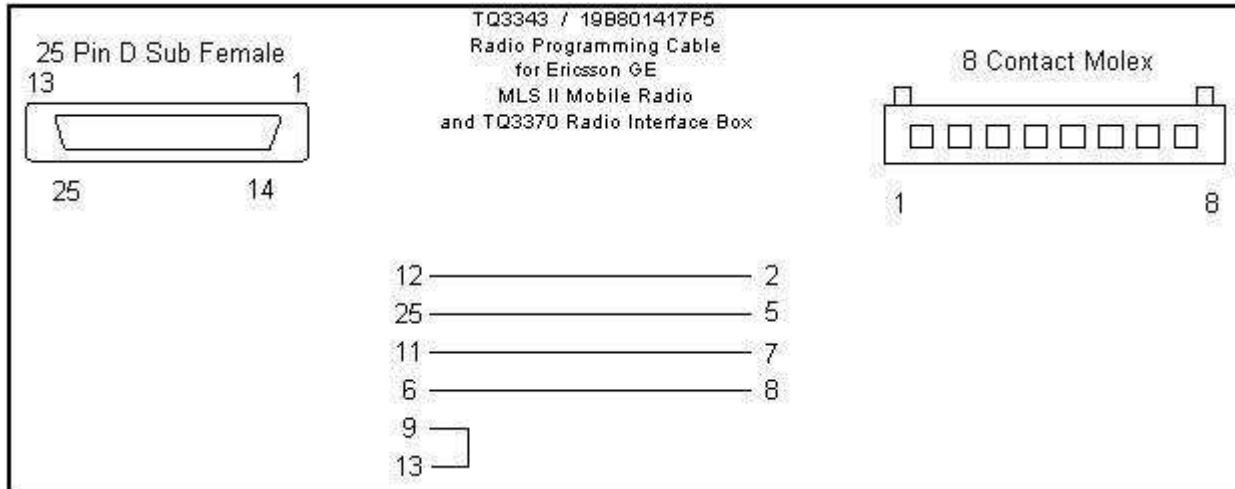 TQ3343 / 19B801417P5
Radio Programming Cable
for Ericsson GE
MLS II Mobile Radio
and TQ3370 Radio Interface Box
25 Pin D Sub Female
13 1
25 14
8 Contact Molex
1 8
12 2
25 5
11 7
6 8
9
13